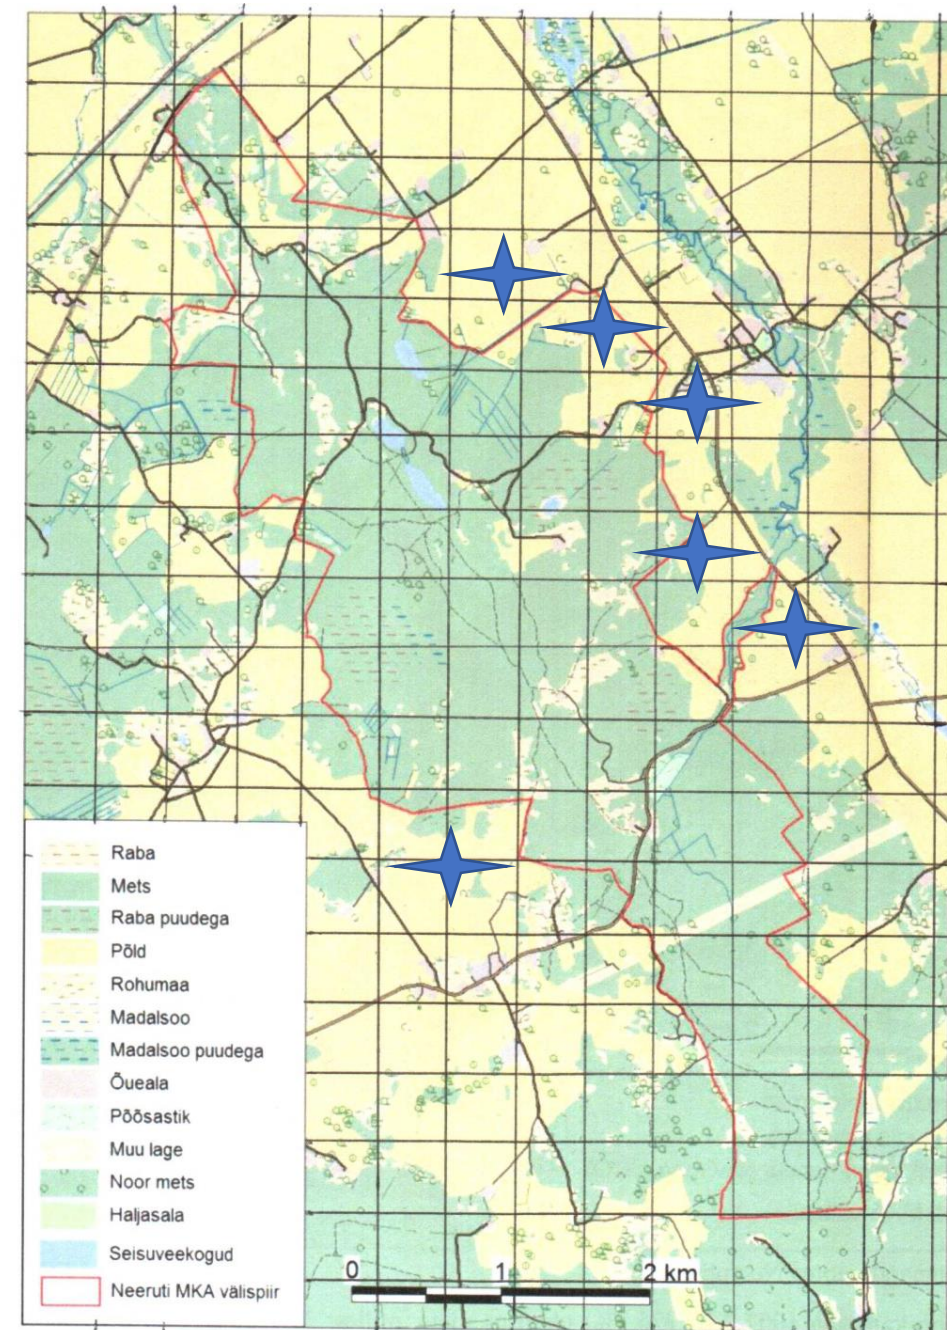 Raba
Mets
Raba puudega
Põld
Rohumaa
Madalsoo
Madalsoo puudega
Õueala
Põõsastik
Muu lage
Noor mets
Haljasala
Seisuveekogud
Neeruti MKA välispiir
0 1 2 km